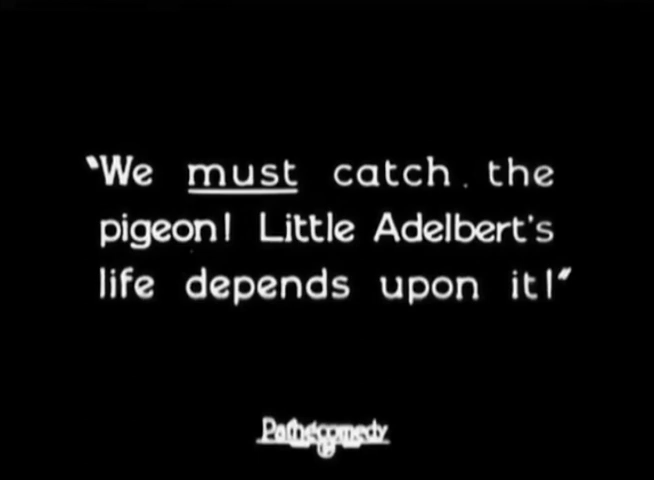 "We must catch. the
pigeon! Little Adelbert's
life depends upon it!"
Pathécomedy